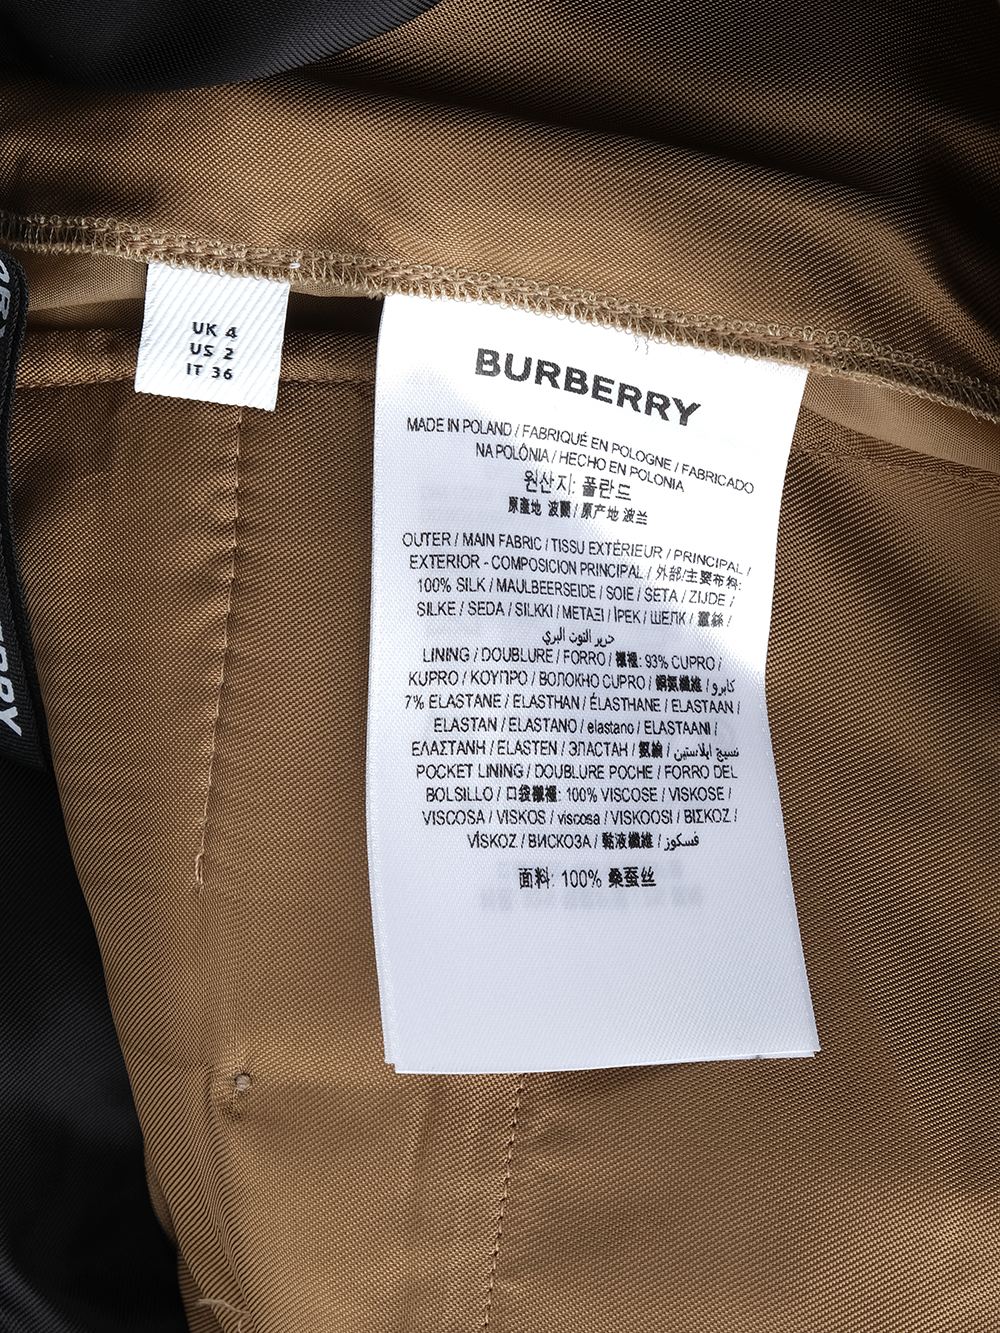 UK 4
US 2
IT 36
BURBERRY
MADE IN POLAND / FABRIQUÉ EN POLOGNE / FABRICADO
NA POLÔNIA / HECHO EN POLONIA
원산지: 폴란드
原產地 波蘭 / 原产地 波兰
OUTER / MAIN FABRIC / TISSU EXTÉRIEUR / PRINCIPAL /
EXTERIOR - COMPOSICION PRINCIPAL / 外部/主要布料:
100% SILK / MAULBEERSEIDE / SOIE / SETA / ZIJDE /
SILKE / SEDA / SILKKI / ΜΕΤΑΞΙ / İPEK / ШЕЛК / 蠶絲 /
حرير التوت البري
LINING / DOUBLURE / FORRO / 襯裡: 93% CUPRO /
KUPRO / ΚΟΥΠΡΟ / ВОЛОКНО CUPRO / 銅氨纖維 / كابرو
7% ELASTANE / ELASTHAN / ÉLASTHANE / ELASTAAN /
ELASTAN / ELASTANO / elastano / ELASTAANI /
ΕΛΑΣΤΑΝΗ / ELASTEN / ЭЛАСТАН / 氨綸 / نسيج ايلاستين
POCKET LINING / DOUBLURE POCHE / FORRO DEL
BOLSILLO / 口袋襯裡: 100% VISCOSE / VISKOSE /
VISCOSA / VISKOS / viscosa / VISKOOSI / ΒΙΣΚΟΖ /
VİSKOZ / ВИСКОЗА / 黏液纖維 / فسكوز
面料: 100% 桑蚕丝